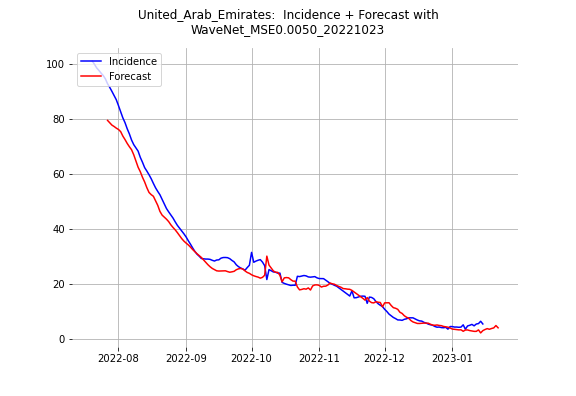 United_Arab_Emirates:  Incidence + Forecast with
WaveNet_MSE0.0050_20221023
Incidence
Forecast
100
80
60
40
20
0
2022-08 2022-09 2022-10 2022-11 2022-12 2023-01